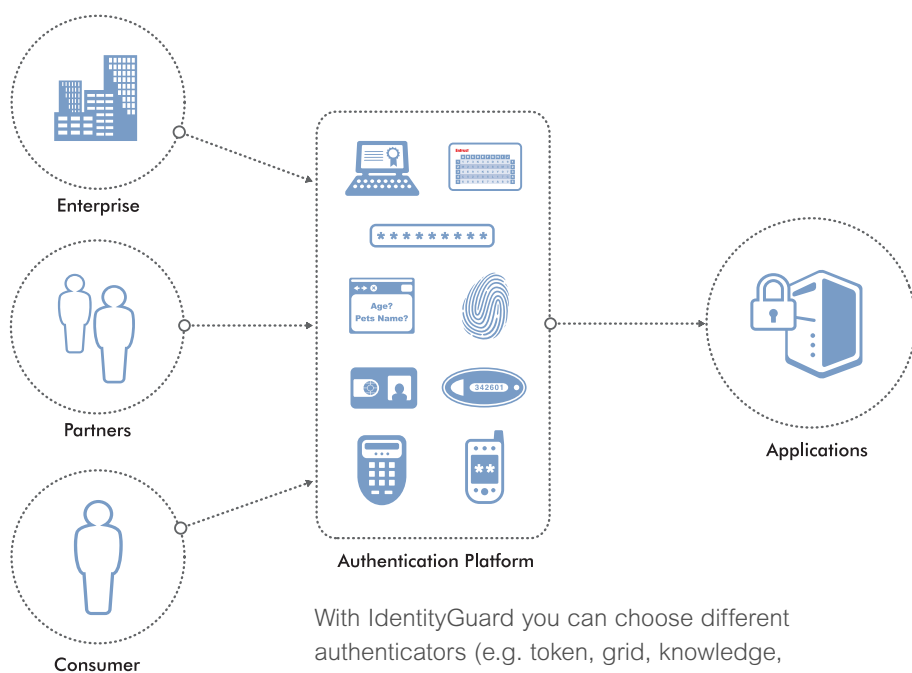 Enterprise
Entrust
*********
Age?
Pets Name?
342601
**
Partners
Applications
Authentication Platform
Consumer
With IdentityGuard you can choose different
authenticators (e.g. token, grid, knowledge,